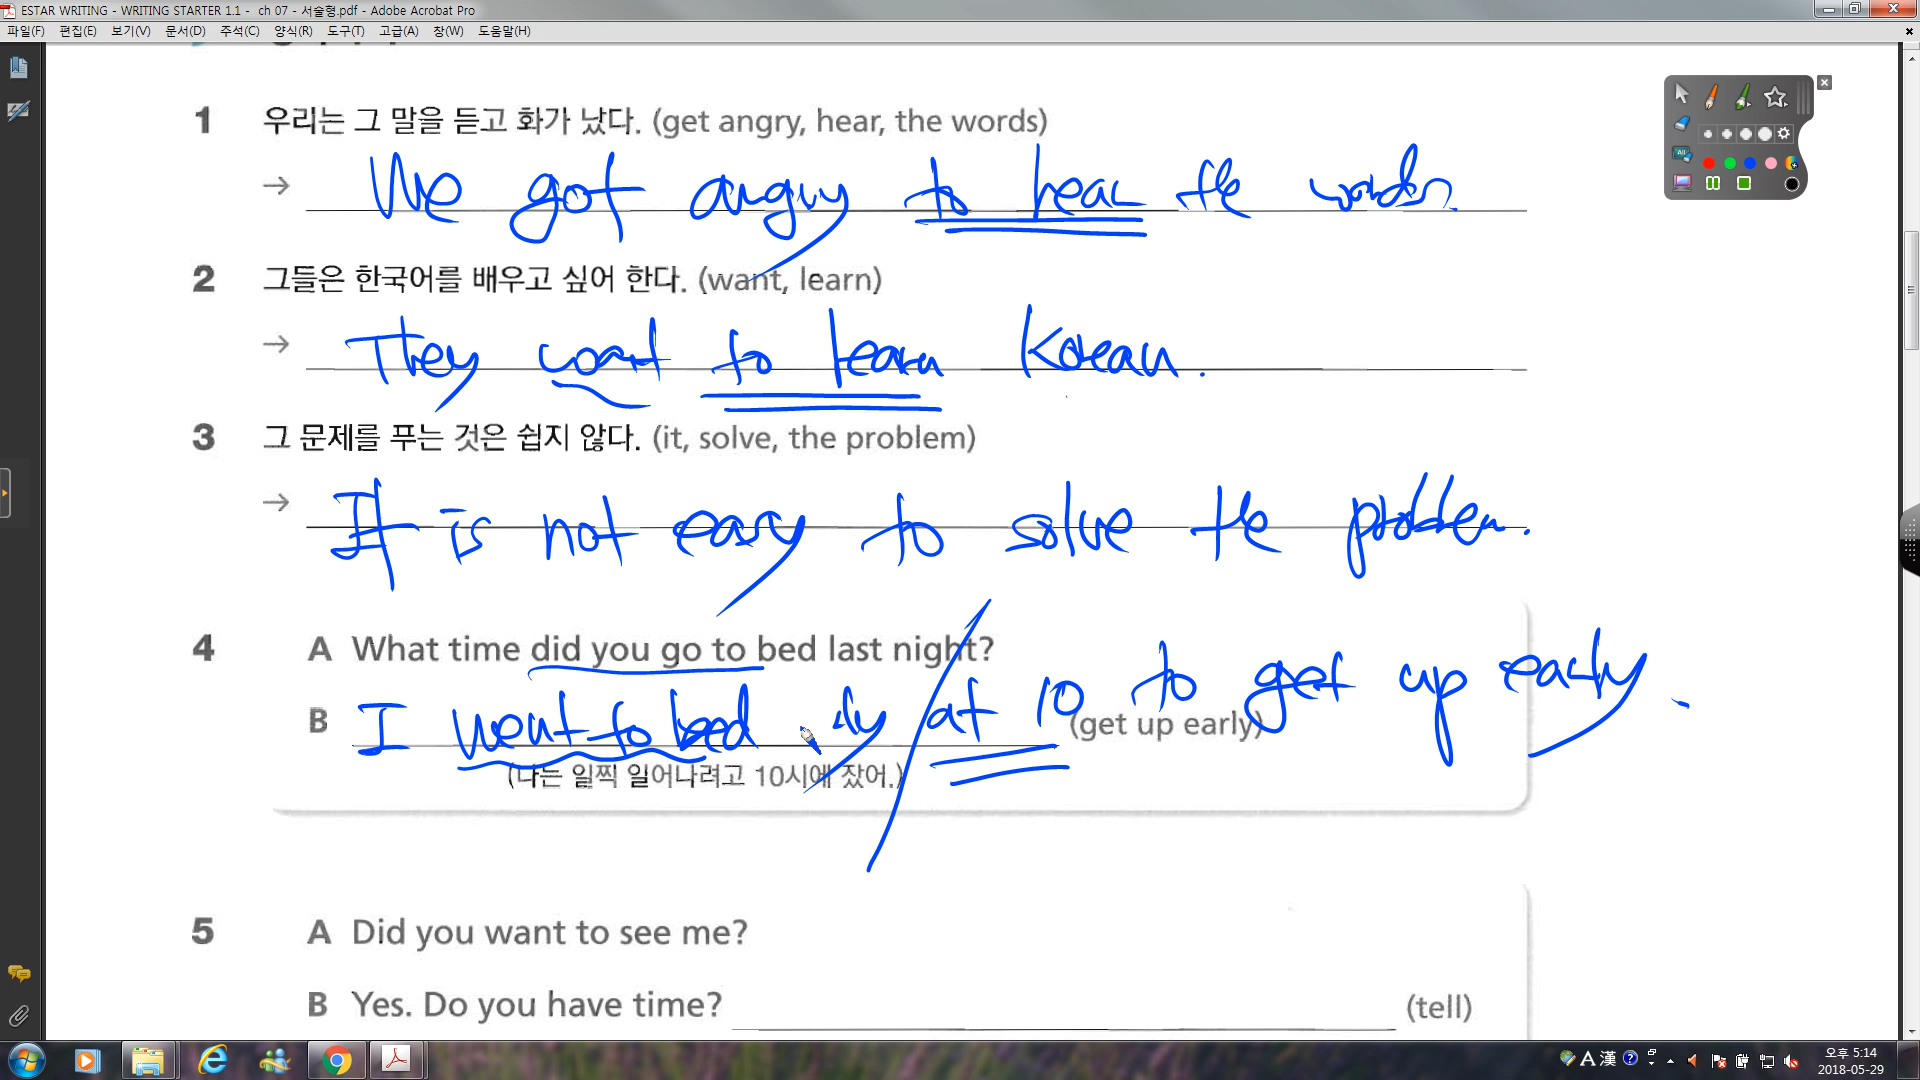 ESTAR WRITING - WRITING STARTER 1.1 - ch 07 - 서술형.pdf - Adobe Acrobat Pro
파일(F) 편집(E) 보기(V) 문서(D) 주석(C) 양식(R) 도구(T) 고급(A) 창(W) 도움말(H)
1 우리는 그 말을 듣고 화가 났다. (get angry, hear, the words)
→ We got angry to hear the words.
2 그들은 한국어를 배우고 싶어 한다. (want, learn)
→ They want to learn Korean.
3 그 문제를 푸는 것은 쉽지 않다. (it, solve, the problem)
→ It is not easy to solve the problem.
4 A What time did you go to bed last night?
B I went to bed at 10 to get up early. (get up early)
(나는 일찍 일어나려고 10시에 잤어.)
5 A Did you want to see me?
B Yes. Do you have time? (tell)
All
A 漢
오후 5:14
2018-05-29